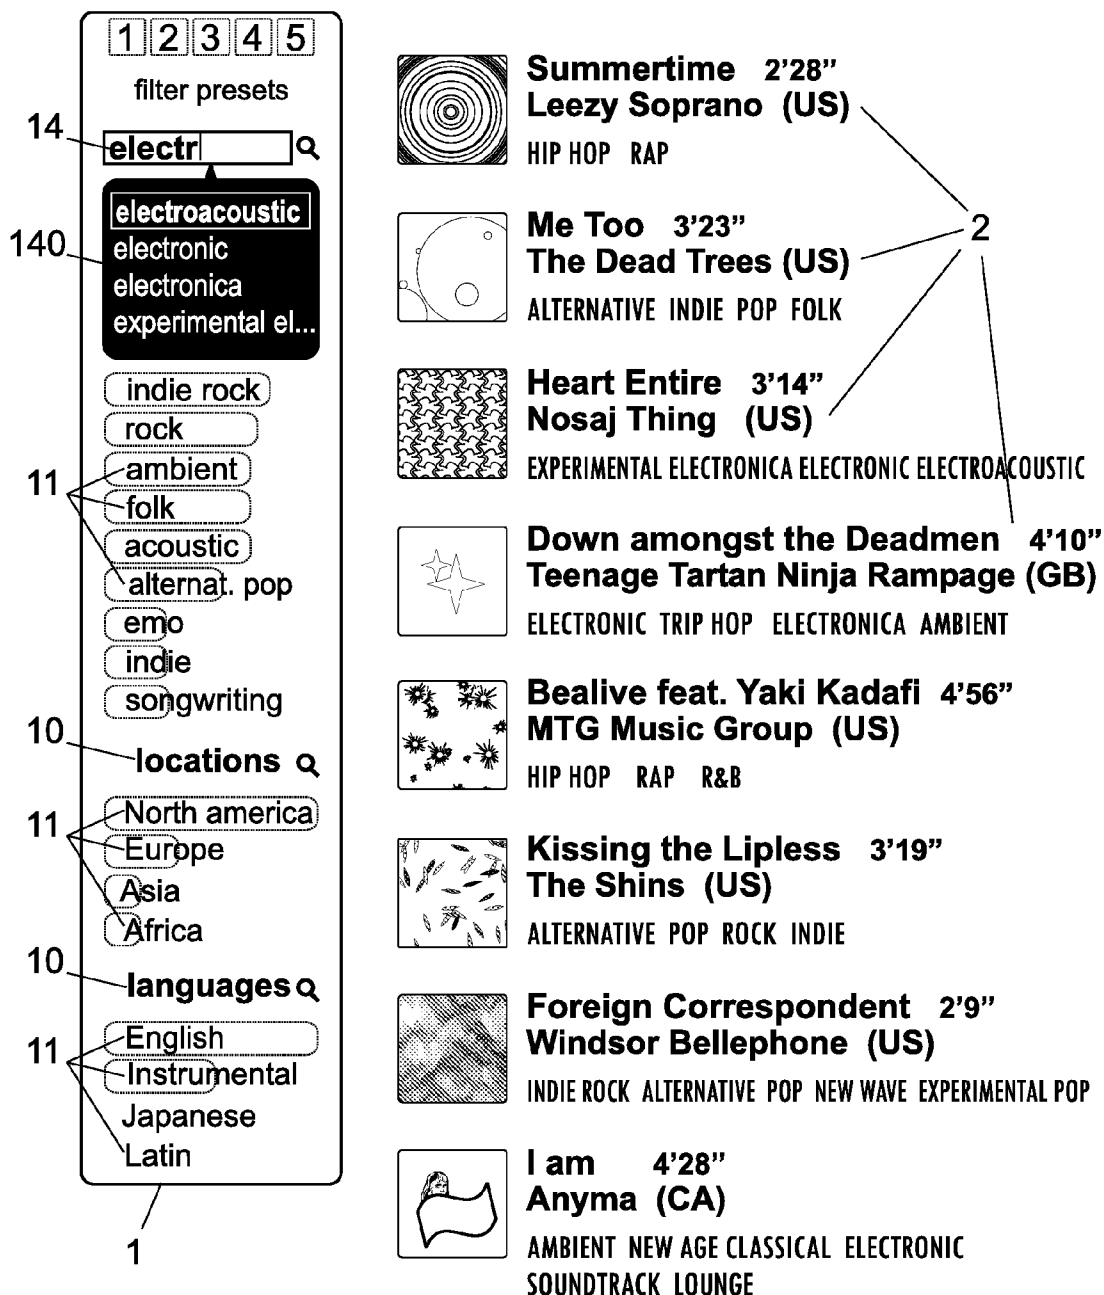 1 2 3 4 5
filter presets
14
electr
electroacoustic
140
electronic
electronica
experimental el...
indie rock
rock
11
ambient
folk
acoustic
alternat. pop
emo
indie
songwriting
10
locations
11
North america
Europe
Asia
Africa
10
languages
11
English
Instrumental
Japanese
Latin
1
Summertime 2’28”
Leezy Soprano (US)
HIP HOP RAP
2
Me Too 3’23”
The Dead Trees (US)
ALTERNATIVE INDIE POP FOLK
Heart Entire 3’14”
Nosaj Thing (US)
EXPERIMENTAL ELECTRONICA ELECTRONIC ELECTROACOUSTIC
Down amongst the Deadmen 4’10”
Teenage Tartan Ninja Rampage (GB)
ELECTRONIC TRIP HOP ELECTRONICA AMBIENT
Bealive feat. Yaki Kadafi 4’56”
MTG Music Group (US)
HIP HOP RAP R&B
Kissing the Lipless 3’19”
The Shins (US)
ALTERNATIVE POP ROCK INDIE
Foreign Correspondent 2’9”
Windsor Bellephone (US)
INDIE ROCK ALTERNATIVE POP NEW WAVE EXPERIMENTAL POP
I am 4’28”
Anyma (CA)
AMBIENT NEW AGE CLASSICAL ELECTRONIC
SOUNDTRACK LOUNGE